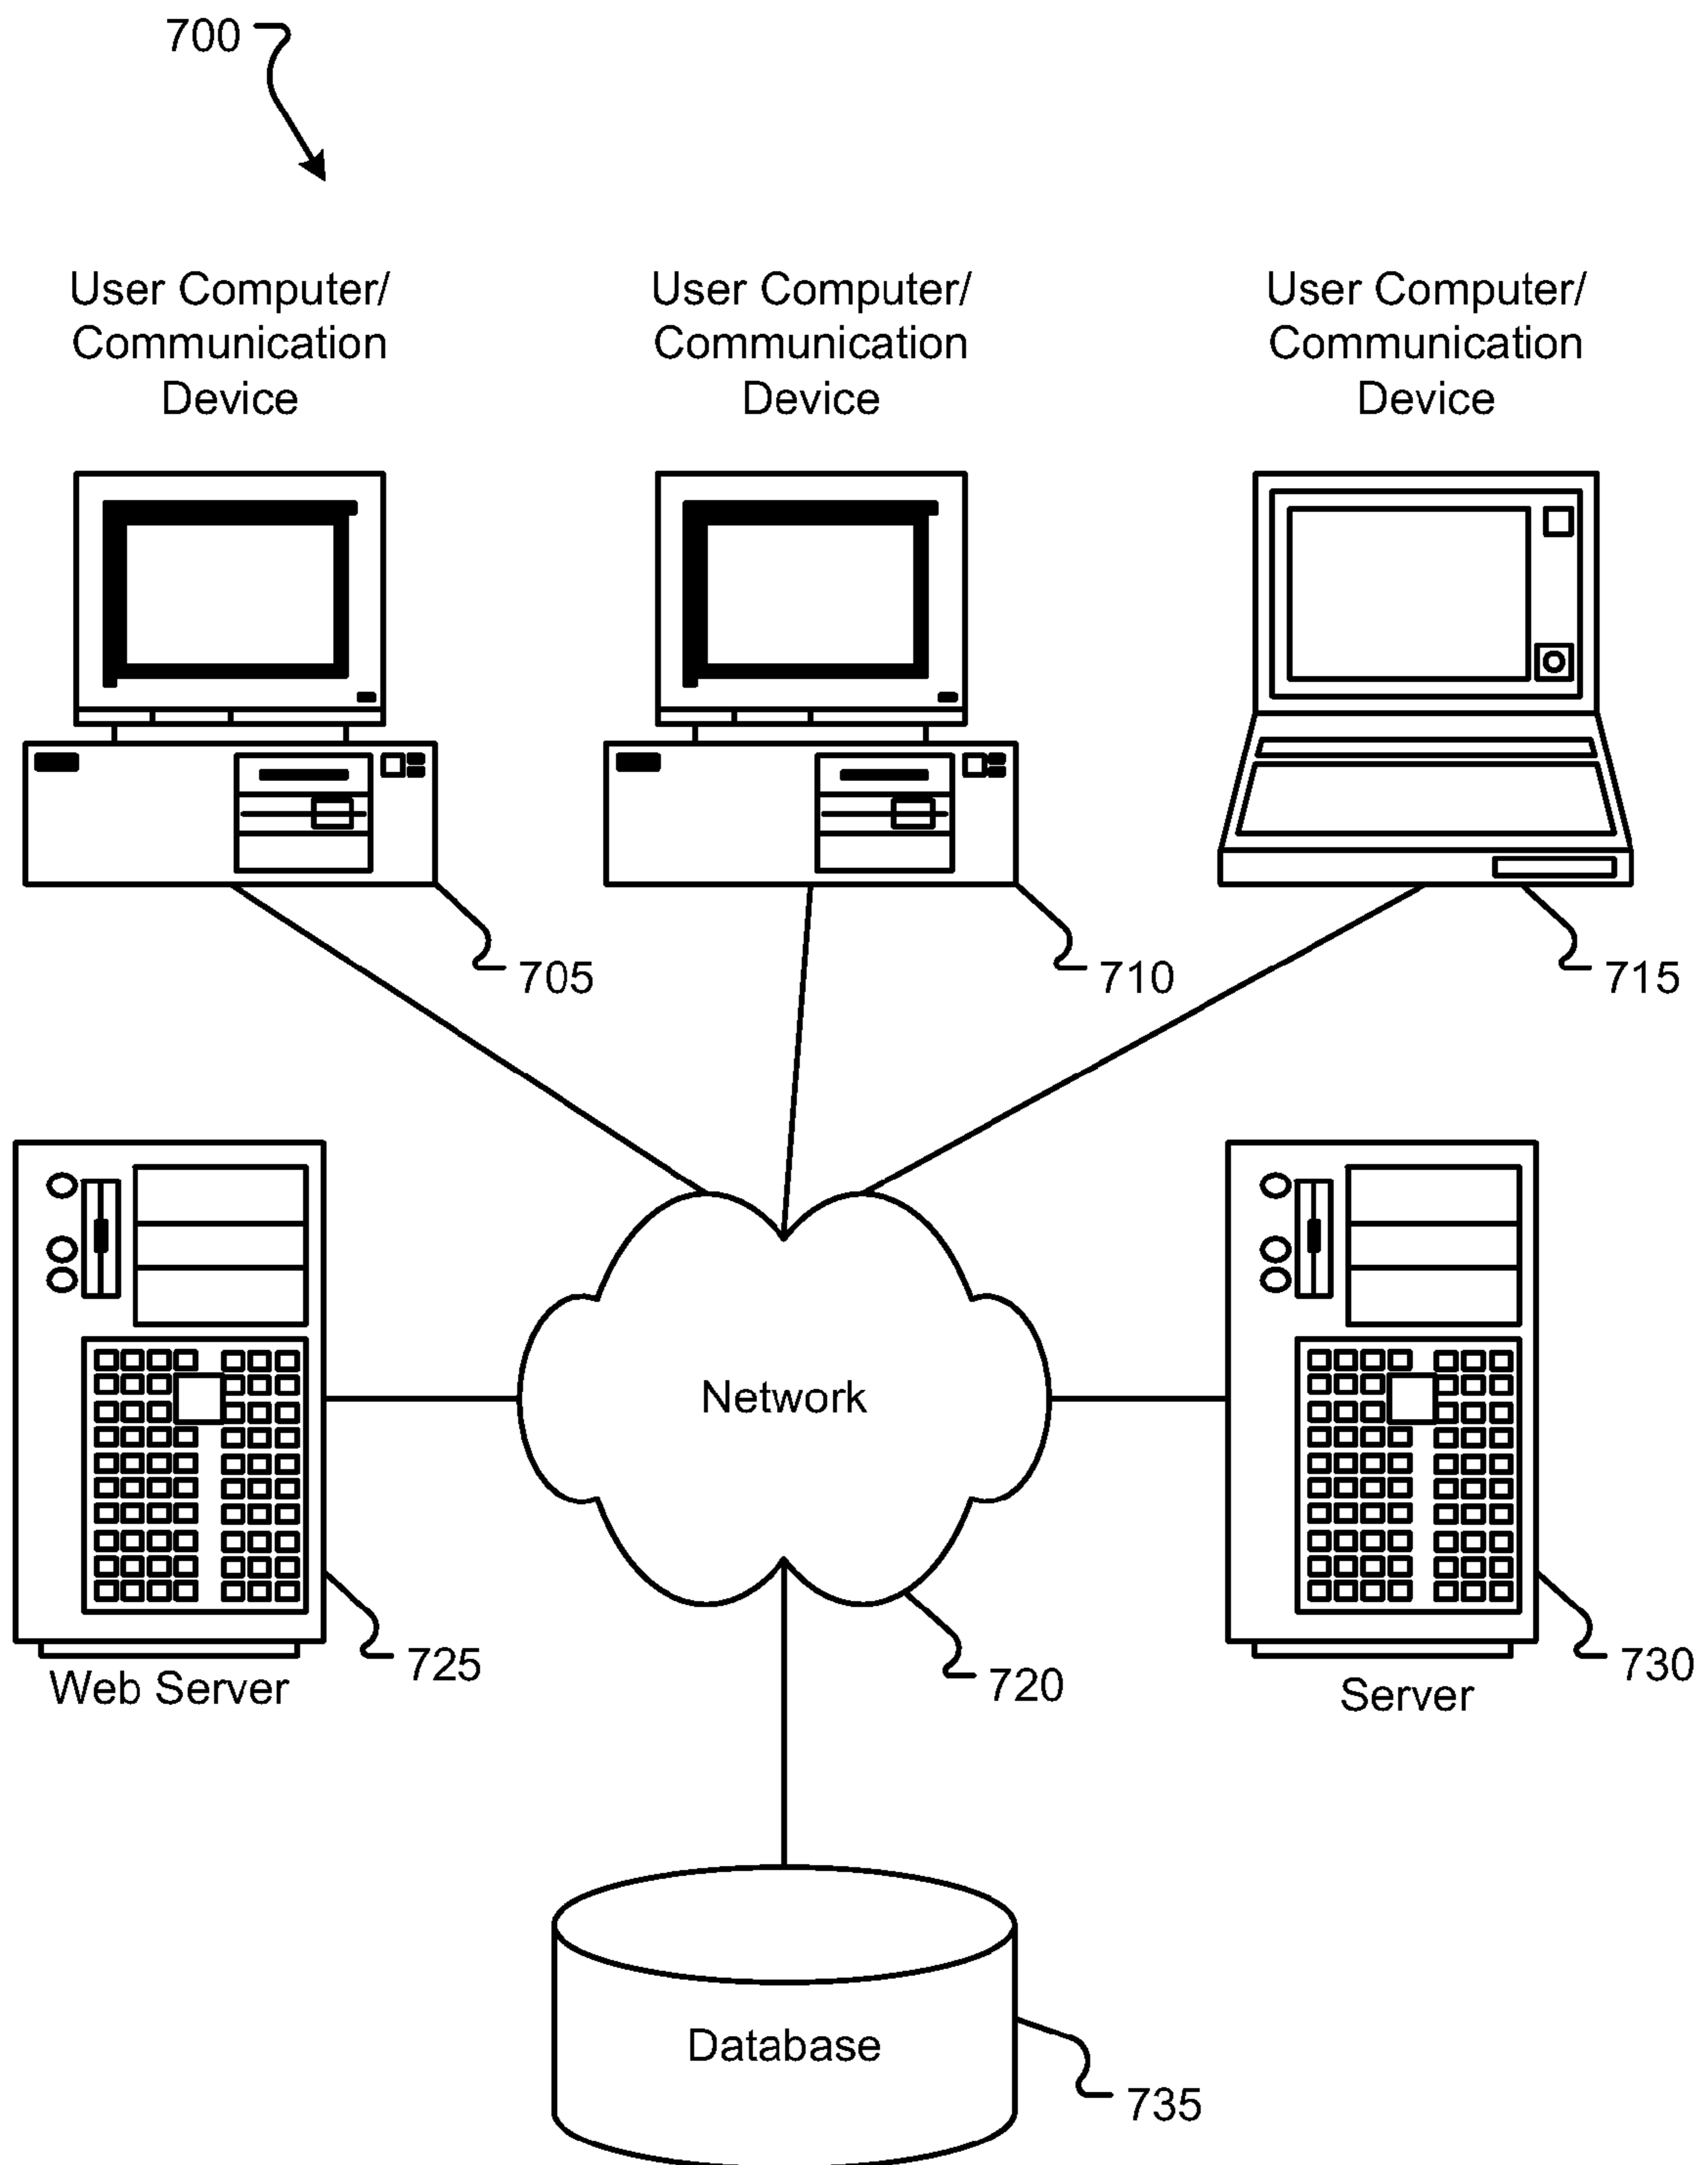 700
User Computer/
Communication
Device
User Computer/
Communication
Device
User Computer/
Communication
Device
705
710
715
Network
725
Web Server
720
730
Server
Database
735